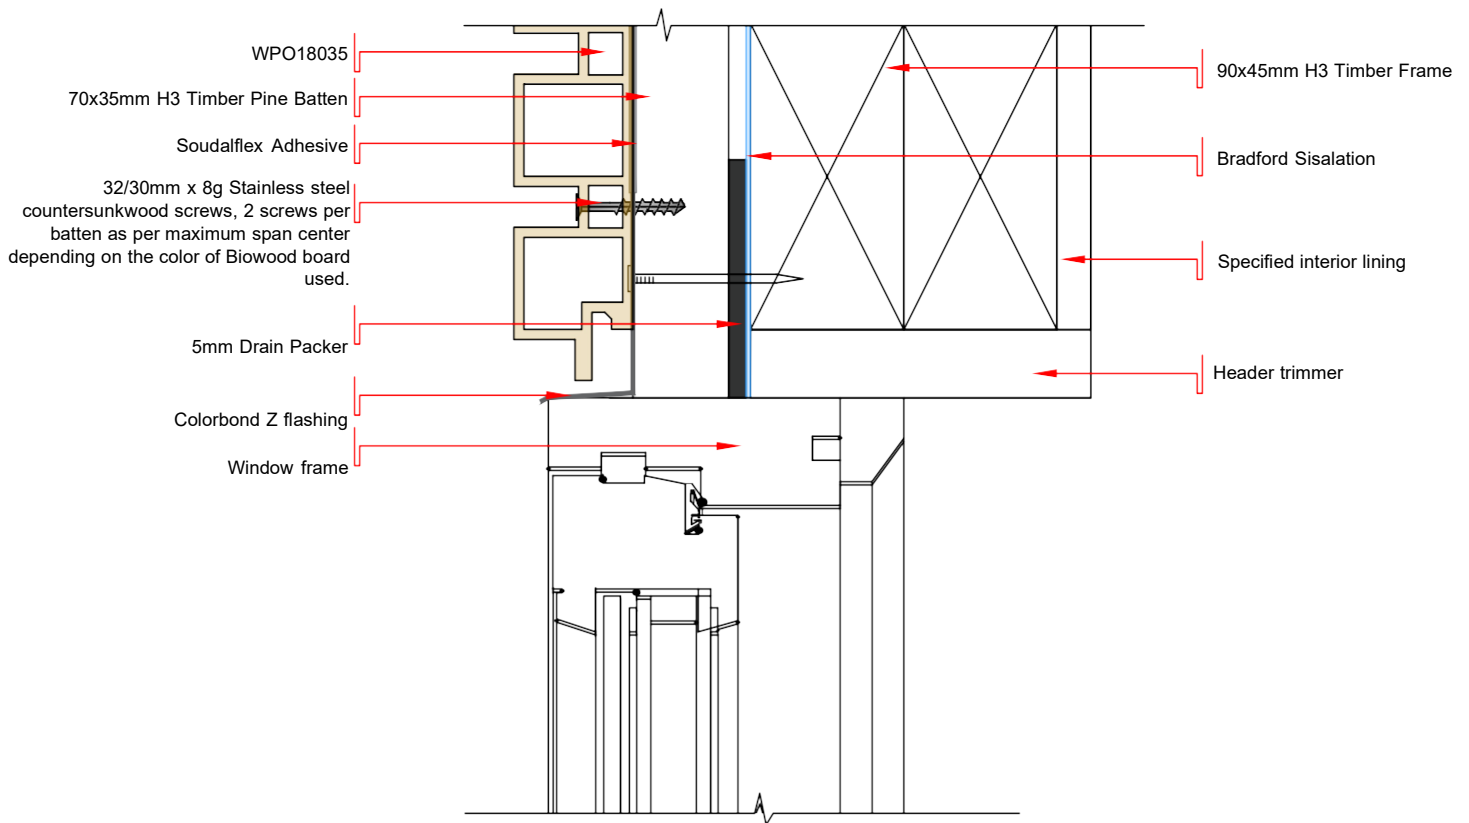 WPO18035
70x35mm H3 Timber Pine Batten
Soudalflex Adhesive
32/30mm x 8g Stainless steel
countersunkwood screws, 2 screws per
batten as per maximum span center
depending on the color of Biowood board
used.
5mm Drain Packer
Colorbond Z flashing
Window frame
90x45mm H3 Timber Frame
Bradford Sisalation
Specified interior lining
Header trimmer